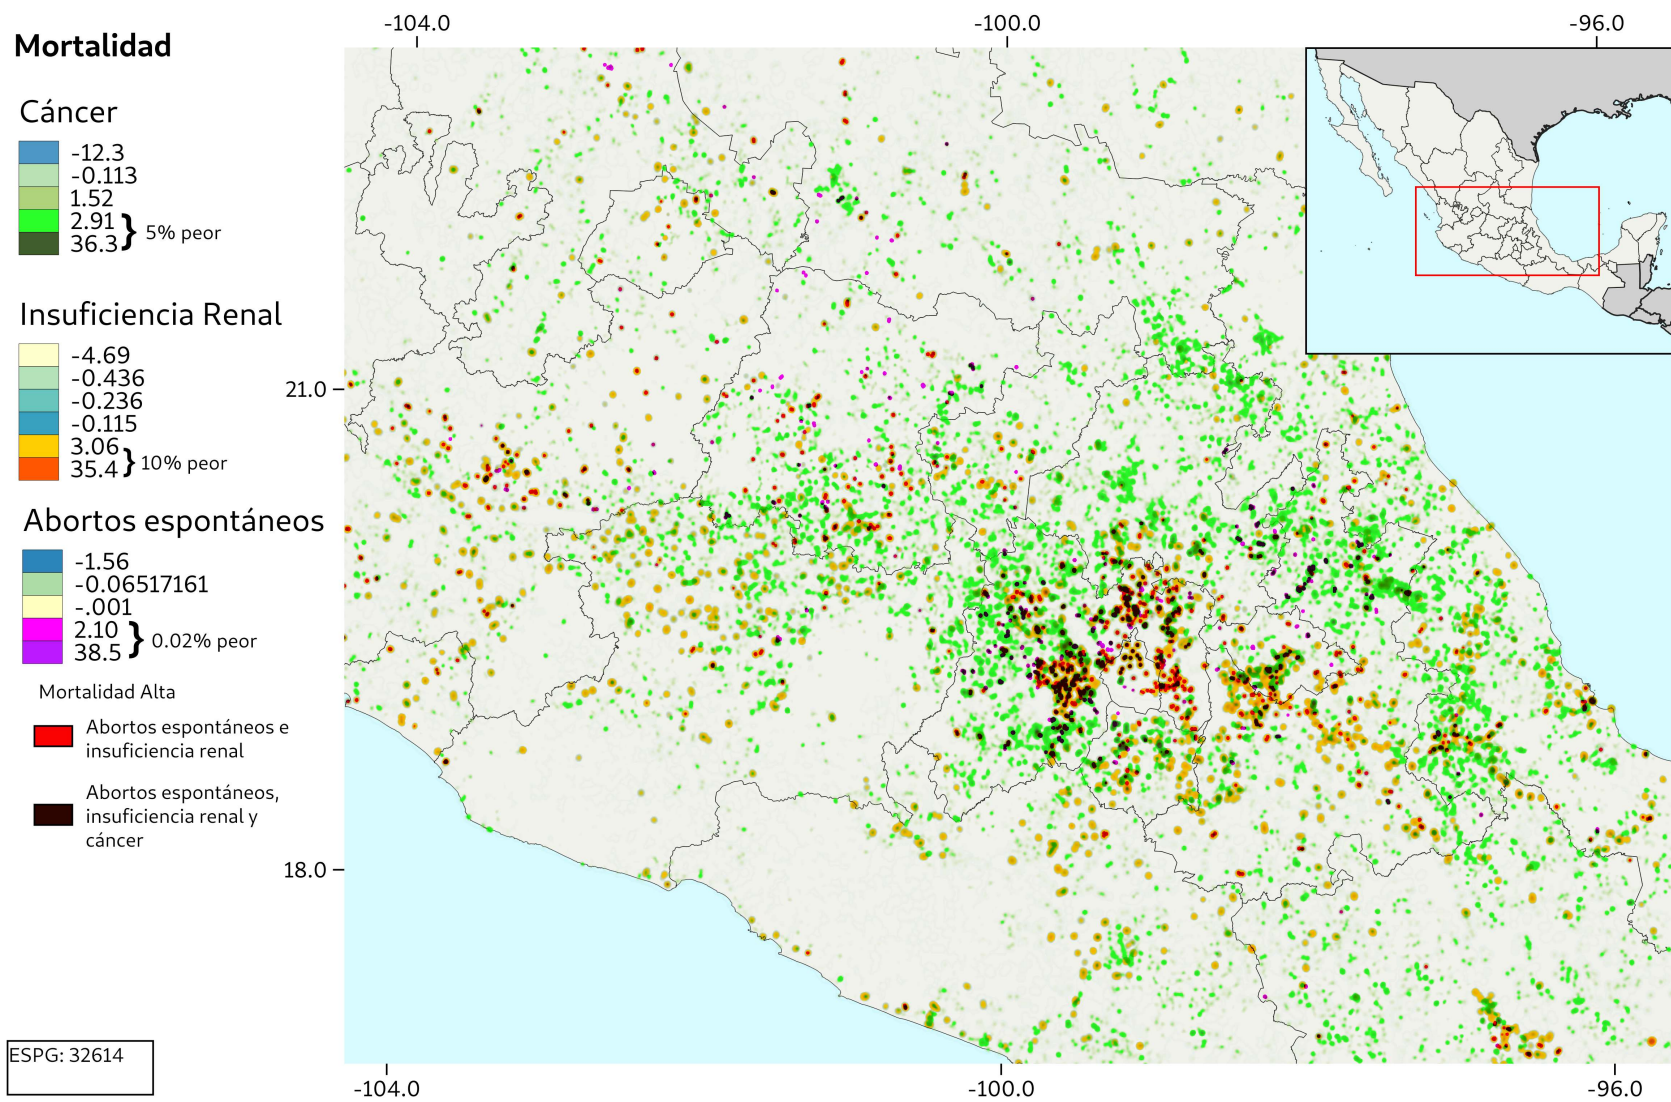 Mortalidad
Cáncer
-12.3
-0.113
1.52
2.91
36.3
} 5% peor
Insuficiencia Renal
-4.69
-0.436
-0.236
-0.115
3.06
35.4
} 10% peor
Abortos espontáneos
-1.56
-0.06517161
-.001
2.10
38.5
} 0.02% peor
Mortalidad Alta
Abortos espontáneos e
insuficiencia renal
Abortos espontáneos,
insuficiencia renal y
cáncer
ESPG: 32614
-104.0
-100.0
-96.0
21.0
18.0
-104.0
-100.0
-96.0